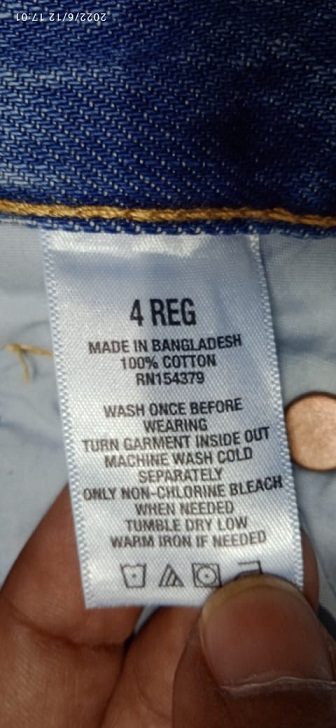 2022/6/12 17:01
4 REG
MADE IN BANGLADESH
100% COTTON
RN154379
WASH ONCE BEFORE
WEARING
TURN GARMENT INSIDE OUT
MACHINE WASH COLD
SEPARATELY
ONLY NON-CHLORINE BLEACH
WHEN NEEDED
TUMBLE DRY LOW
WARM IRON IF NEEDED